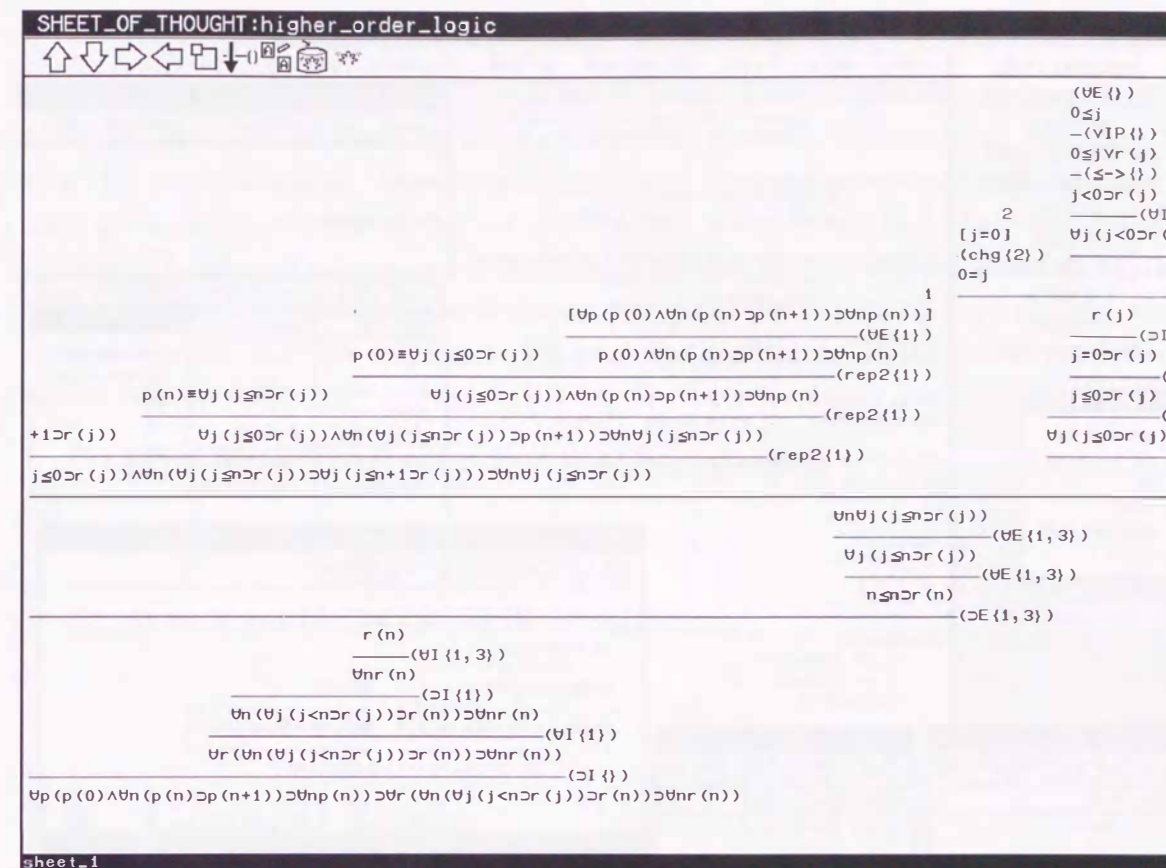 SHEET_OF_THOUGHT:higher_order_logic
(∀E{})
0≤j
(∨IP{})
0≤j∨r(j)
(≤->{})
j<0⊃r(j)
2 (∀I
[j=0] ∀j(j<0⊃r(
(chg{2})
0=j
1
[∀p(p(0)∧∀n(p(n)⊃p(n+1))⊃∀np(n))] r(j)
(∀E{1}) (⊃I
p(0)≡∀j(j≤0⊃r(j)) p(0)∧∀n(p(n)⊃p(n+1))⊃∀np(n) j=0⊃r(j)
(rep2{1}) (
p(n)≡∀j(j≤n⊃r(j)) ∀j(j≤0⊃r(j))∧∀n(p(n)⊃p(n+1))⊃∀np(n) j≤0⊃r(j)
(rep2{1}) (
+1⊃r(j)) ∀j(j≤0⊃r(j))∧∀n(∀j(j≤n⊃r(j))⊃p(n+1))⊃∀n∀j(j≤n⊃r(j)) ∀j(j≤0⊃r(j)
(rep2{1})
j≤0⊃r(j))∧∀n(∀j(j≤n⊃r(j))⊃∀j(j≤n+1⊃r(j)))⊃∀n∀j(j≤n⊃r(j))
∀n∀j(j≤n⊃r(j))
(∀E{1,3})
∀j(j≤n⊃r(j))
(∀E{1,3})
n≤n⊃r(n)
(⊃E{1,3})
r(n)
(∀I{1,3})
∀nr(n)
(⊃I{1})
∀n(∀j(j<n⊃r(j))⊃r(n))⊃∀nr(n)
(∀I{1})
∀r(∀n(∀j(j<n⊃r(j))⊃r(n))⊃∀nr(n))
(⊃I{})
∀p(p(0)∧∀n(p(n)⊃p(n+1))⊃∀np(n))⊃∀r(∀n(∀j(j<n⊃r(j))⊃r(n))⊃∀nr(n))
sheet_1